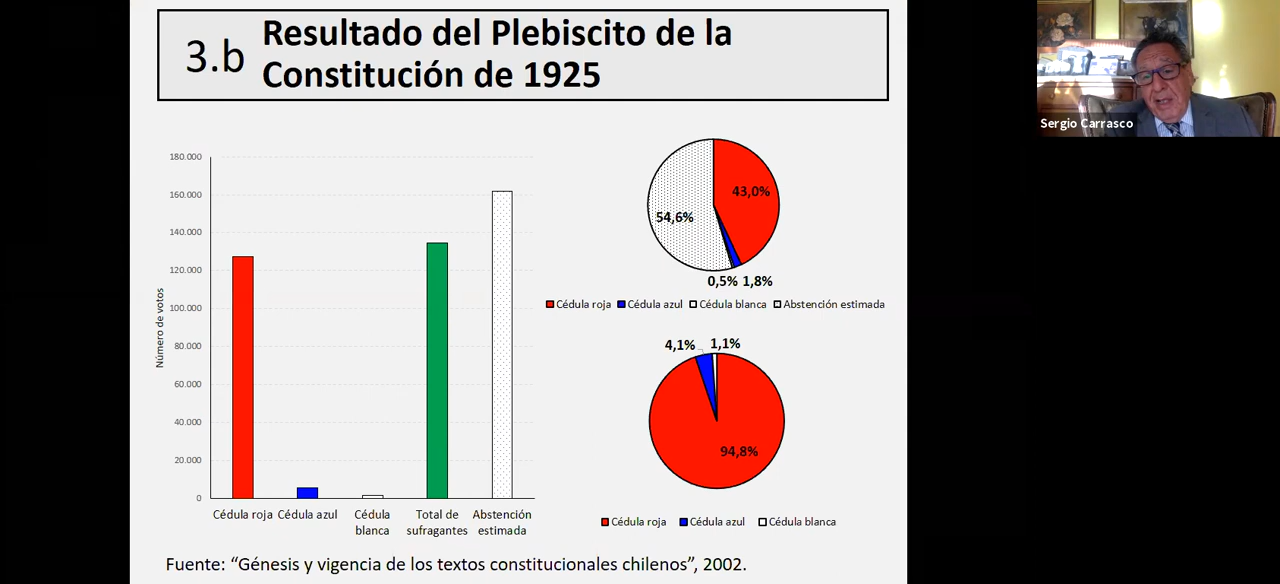 3.b
Resultado del Plebiscito de la
Constitución de 1925
Sergio Carrasco
Número de votos
180.000
160.000
140.000
120.000
100.000
80.000
60.000
40.000
20.000
0
Cédula roja
Cédula azul
Cédula
blanca
Total de
sufragantes
Abstención
estimada
43,0%
54,6%
0,5%
1,8%
Cédula roja
Cédula azul
Cédula blanca
Abstención estimada
4,1%
1,1%
94,8%
Cédula roja
Cédula azul
Cédula blanca
Fuente: “Génesis y vigencia de los textos constitucionales chilenos”, 2002.